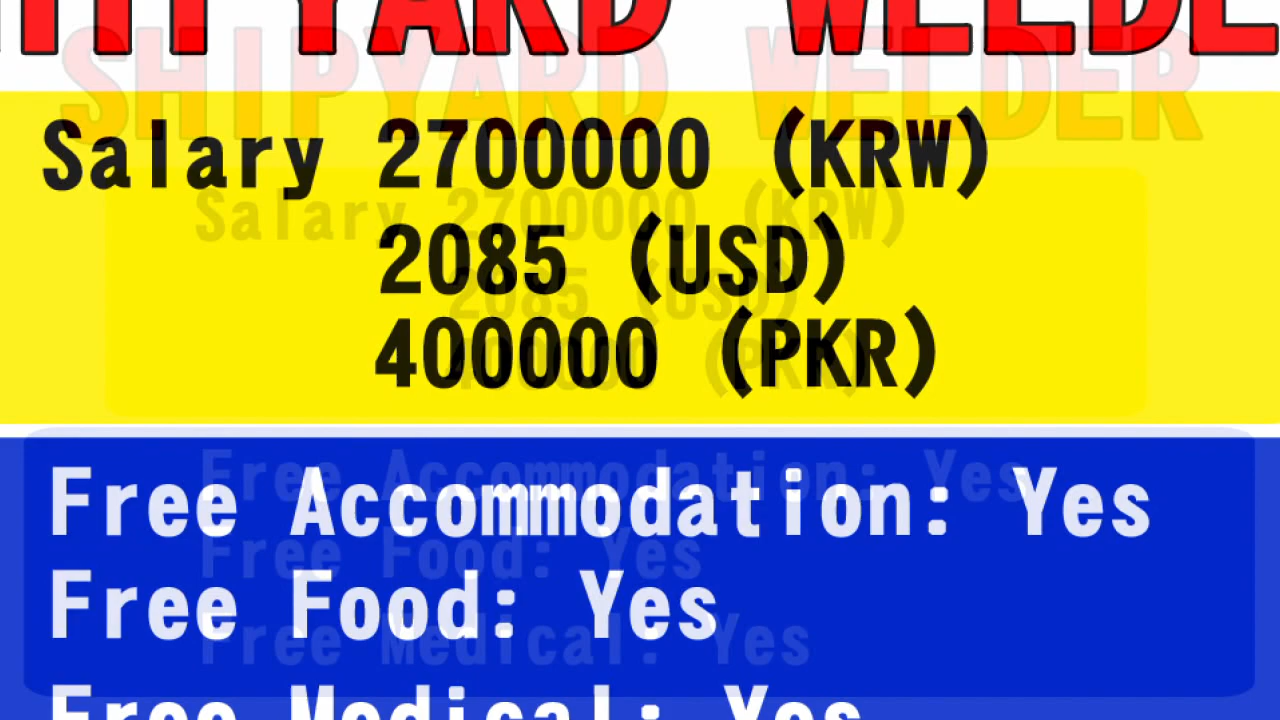 SHIPYARD WELDER
Salary 2700000 (KRW)
2085 (USD)
400000 (PKR)
Free Accommodation: Yes
Free Food: Yes
Free Medical: Yes